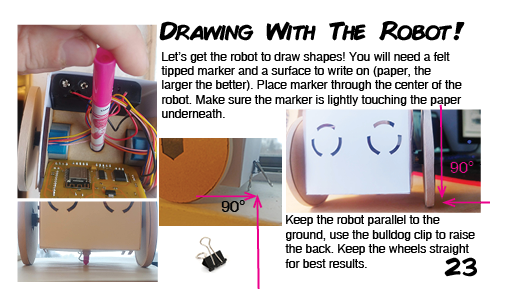 Drawing With The Robot!
Let's get the robot to draw shapes! You will need a felt
tipped marker and a surface to write on (paper, the
larger the better). Place marker through the center of the
robot. Make sure the marker is lightly touching the paper
underneath.
90°
90°
Keep the robot parallel to the
ground, use the bulldog clip to raise
the back. Keep the wheels straight
for best results.
23